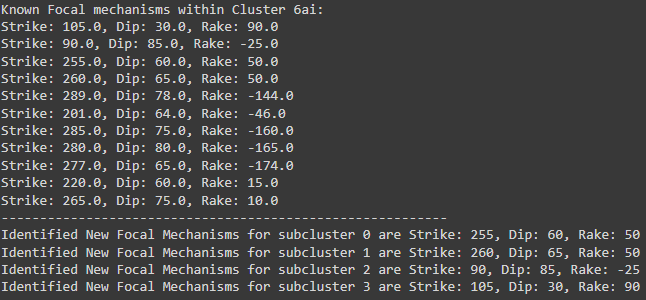 Known Focal mechanisms within Cluster 6ai:
Strike: 105.0, Dip: 30.0, Rake: 90.0
Strike: 90.0, Dip: 85.0, Rake: -25.0
Strike: 255.0, Dip: 60.0, Rake: 50.0
Strike: 260.0, Dip: 65.0, Rake: 50.0
Strike: 289.0, Dip: 78.0, Rake: -144.0
Strike: 201.0, Dip: 64.0, Rake: -46.0
Strike: 285.0, Dip: 75.0, Rake: -160.0
Strike: 280.0, Dip: 80.0, Rake: -165.0
Strike: 277.0, Dip: 65.0, Rake: -174.0
Strike: 220.0, Dip: 60.0, Rake: 15.0
Strike: 265.0, Dip: 75.0, Rake: 10.0
----------------------------------------------------------
Identified New Focal Mechanisms for subcluster 0 are Strike: 255, Dip: 60, Rake: 50
Identified New Focal Mechanisms for subcluster 1 are Strike: 260, Dip: 65, Rake: 50
Identified New Focal Mechanisms for subcluster 2 are Strike: 90, Dip: 85, Rake: -25
Identified New Focal Mechanisms for subcluster 3 are Strike: 105, Dip: 30, Rake: 90